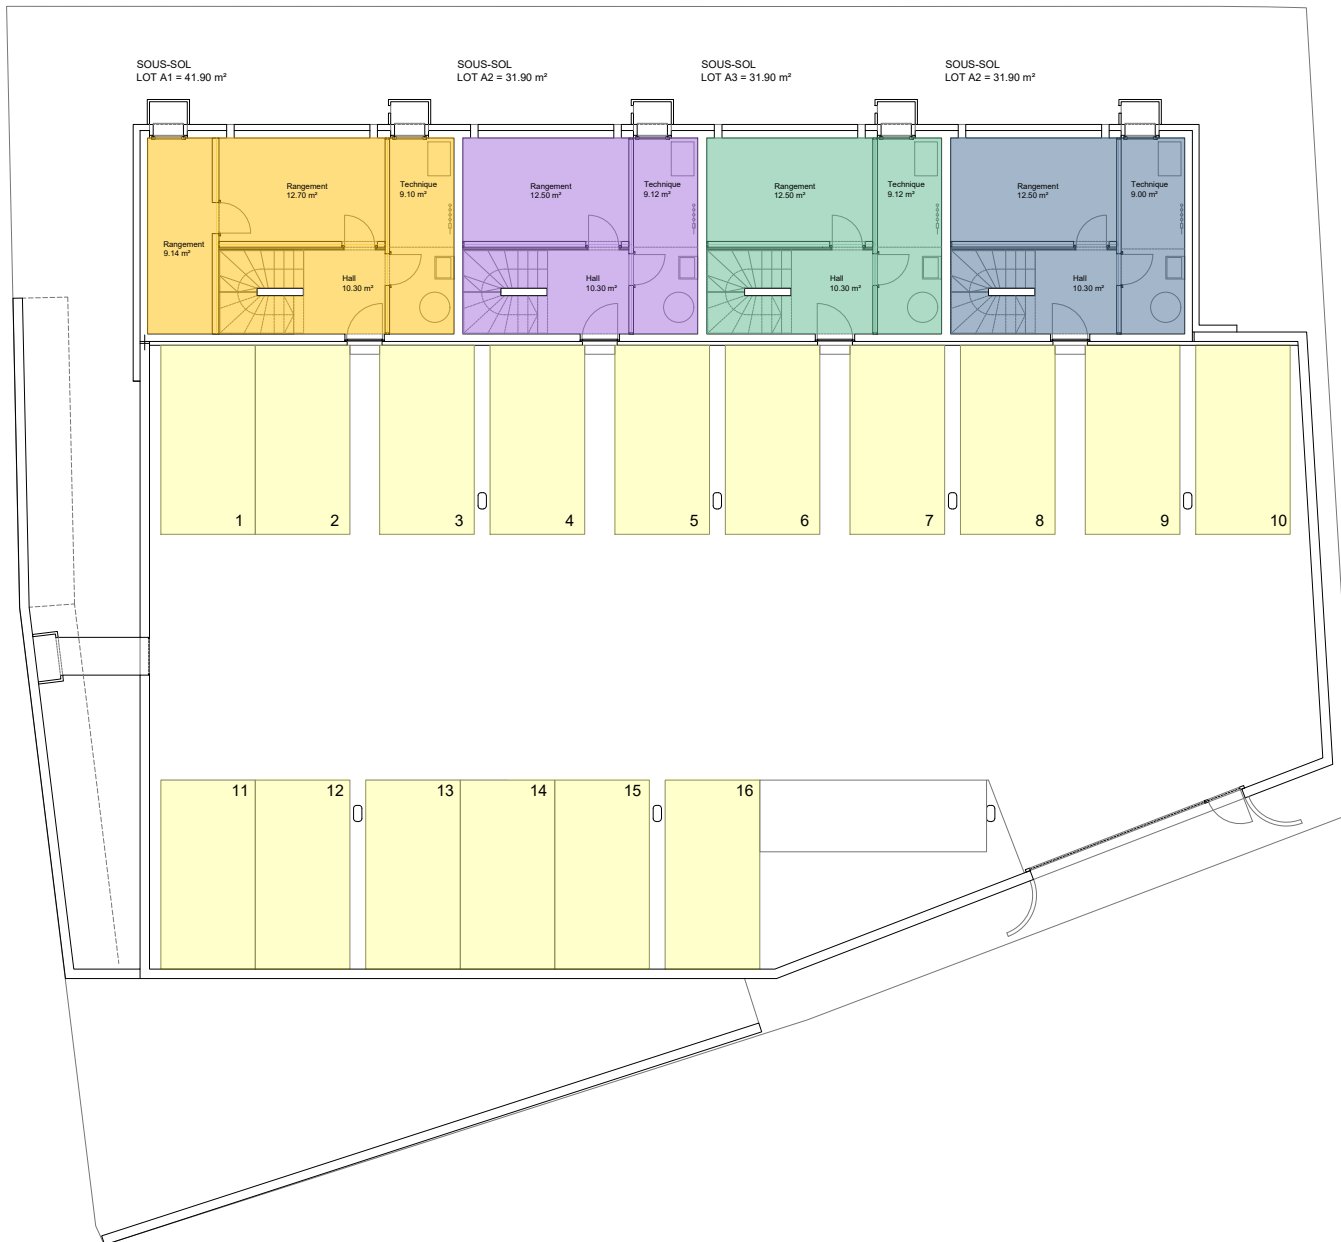 SOUS-SOL
LOT A1 = 41.90 m²
SOUS-SOL
LOT A2 = 31.90 m²
SOUS-SOL
LOT A3 = 31.90 m²
SOUS-SOL
LOT A2 = 31.90 m²
Rangement
12.70 m²
Technique
9.10 m²
Rangement
9.14 m²
Hall
10.30 m²
Rangement
12.50 m²
Technique
9.12 m²
Hall
10.30 m²
Rangement
12.50 m²
Technique
9.12 m²
Hall
10.30 m²
Rangement
12.50 m²
Technique
9.00 m²
Hall
10.30 m²
1
2
3
4
5
6
7
8
9
10
11
12
13
14
15
16